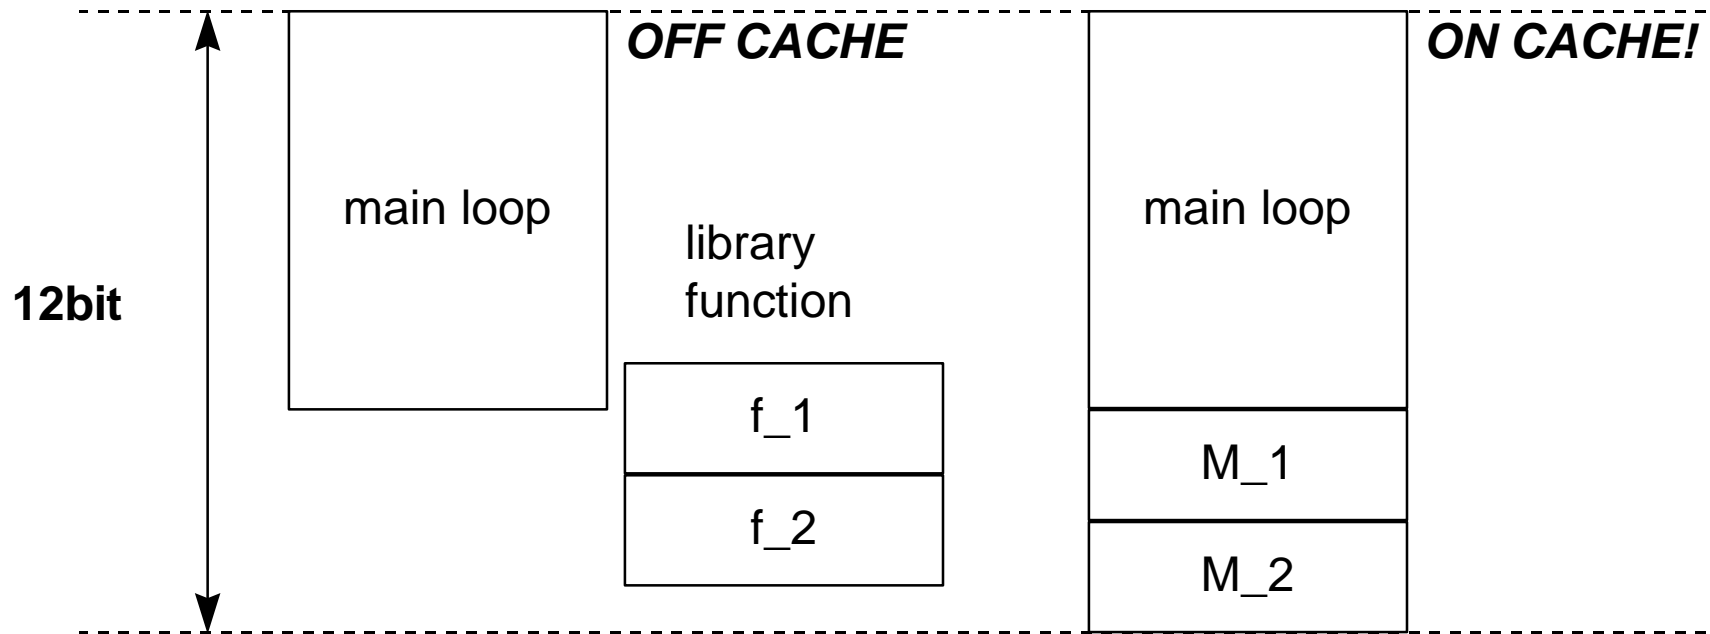 OFF CACHE
ON CACHE!
main loop
main loop
library
function
12bit
f_1
M_1
f_2
M_2